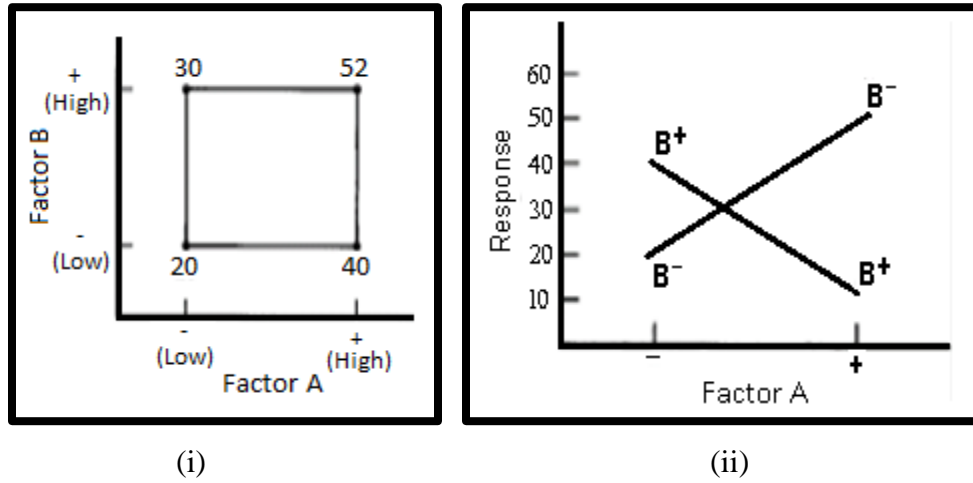 30 52
+
(High)
Factor B
-
(Low)
20 40
-
(Low)
+
(High)
Factor A
(i)
60
50
40
30
20
10
Response
B+
B-
B-
B+
-
+
Factor A
(ii)